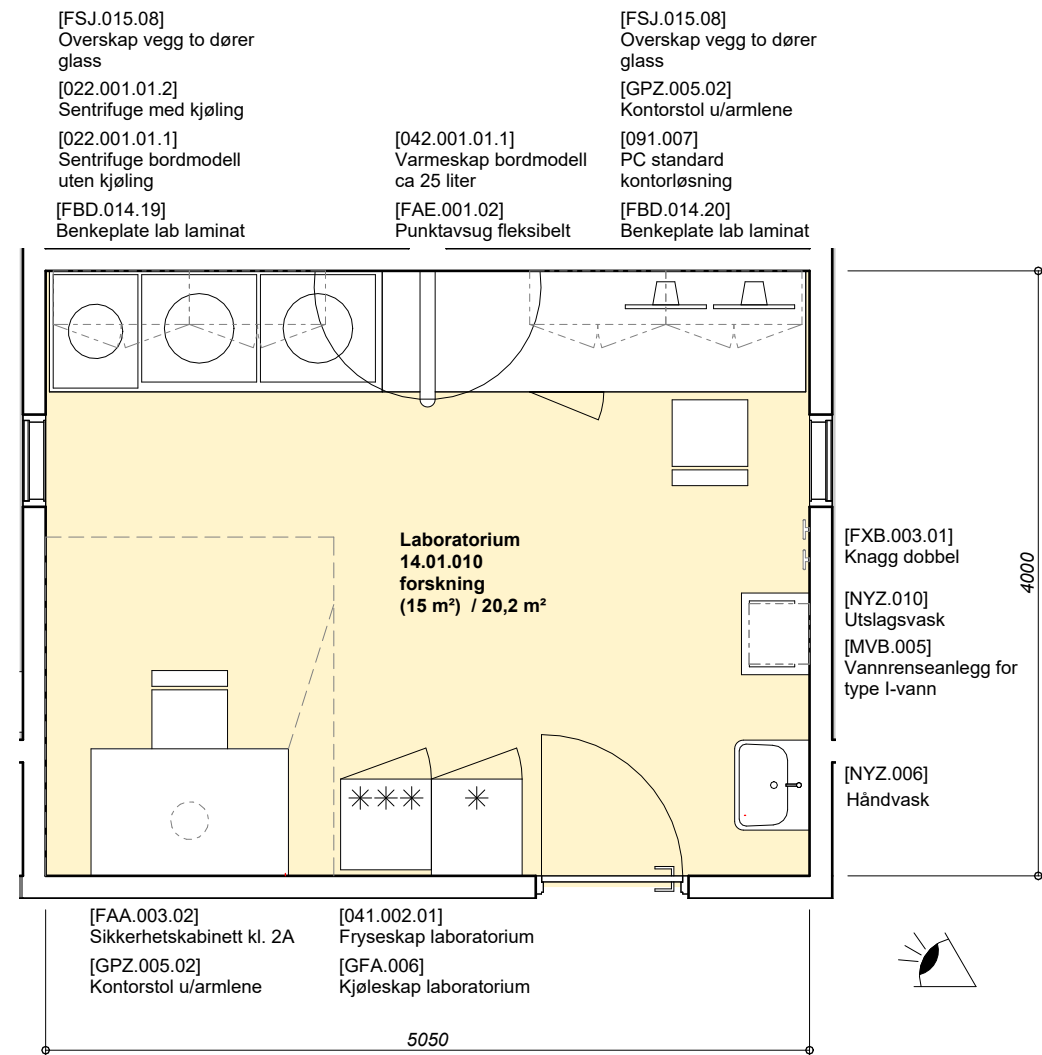 [FSJ.015.08]
Overskap vegg to dører
glass
[022.001.01.2]
Sentrifuge med kjøling
[022.001.01.1]
Sentrifuge bordmodell
uten kjøling
[FBD.014.19]
Benkeplate lab laminat
[042.001.01.1]
Varmeskap bordmodell
ca 25 liter
[FAE.001.02]
Punktavsug fleksibelt
[FSJ.015.08]
Overskap vegg to dører
glass
[GPZ.005.02]
Kontorstol u/armlene
[091.007]
PC standard
kontorløsning
[FBD.014.20]
Benkeplate lab laminat
Laboratorium
14.01.010
forskning
(15 m²) / 20,2 m²
[FXB.003.01]
Knagg dobbel
[NYZ.010]
Utslagsvask
[MVB.005]
Vannrenseanlegg for
type I-vann
[NYZ.006]
Håndvask
4000
[FAA.003.02]
Sikkerhetskabinett kl. 2A
[GPZ.005.02]
Kontorstol u/armlene
[041.002.01]
Fryseskap laboratorium
[GFA.006]
Kjøleskap laboratorium
5050